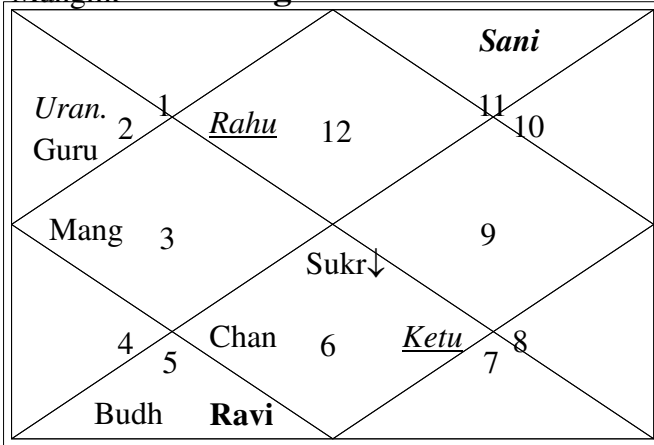 Sani
Uran. 1 11
2 Rahu 12 10
Guru
Mang 3 9
Sukr↓
4 Chan 6 Ketu 8
5 7
Budh Ravi